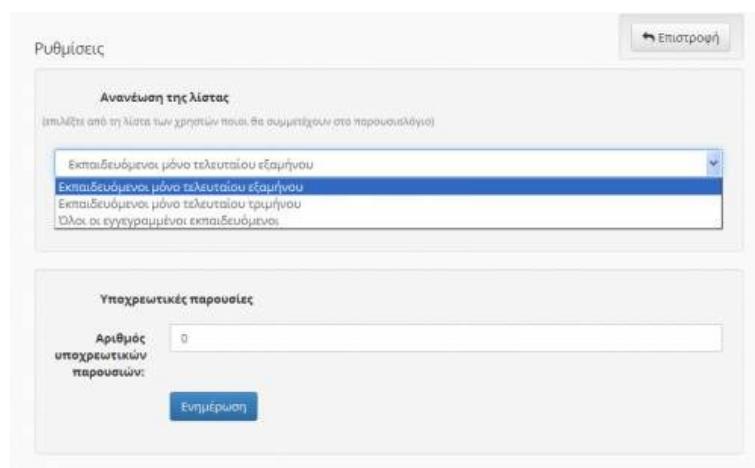 Επιστροφή
Ρυθμίσεις
Ανανέωση της λίστας
(επιλέξτε από τη λίστα των χρηστών ποιοι θα συμμετέχουν στο παρουσιολόγιο)
Εκπαιδευόμενοι μόνο τελευταίου εξαμήνου
Εκπαιδευόμενοι μόνο τελευταίου εξαμήνου
Εκπαιδευόμενοι μόνο τελευταίου τριμήνου
Όλοι οι εγγεγραμμένοι εκπαιδευόμενοι
Υποχρεωτικές παρουσίες
Αριθμός
υποχρεωτικών
παρουσιών:
0
Ενημέρωση